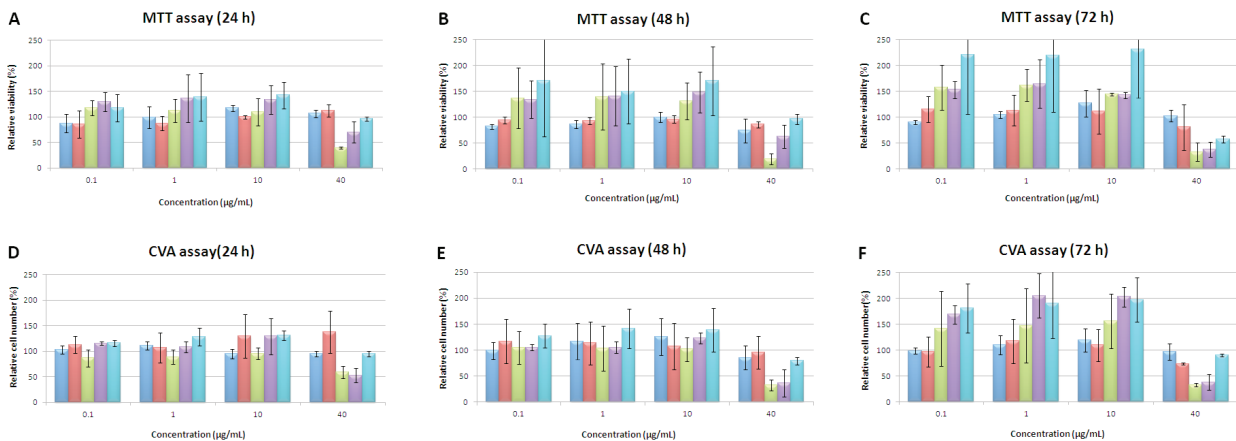 A
MTT assay (24 h)
Relative viability (%)
250
200
150
100
50
0
0.1 1 10 40
Concentration (µg/mL)
B
MTT assay (48 h)
Relative viability (%)
250
200
150
100
50
0
0.1 1 10 40
Concentration (µg/mL)
C
MTT assay (72 h)
Relative viability (%)
250
200
150
100
50
0
0.1 1 10 40
Concentration (µg/mL)
D
CVA assay(24 h)
Relative cell number(%)
250
200
150
100
50
0
0.1 1 10 40
Concentration (µg/mL)
E
CVA assay (48 h)
Relative cell number (%)
250
200
150
100
50
0
0.1 1 10 40
Concentration (µg/mL)
F
CVA assay (72 h)
Relative cell number (%)
250
200
150
100
50
0
0.1 1 10 40
Concentration (µg/mL)